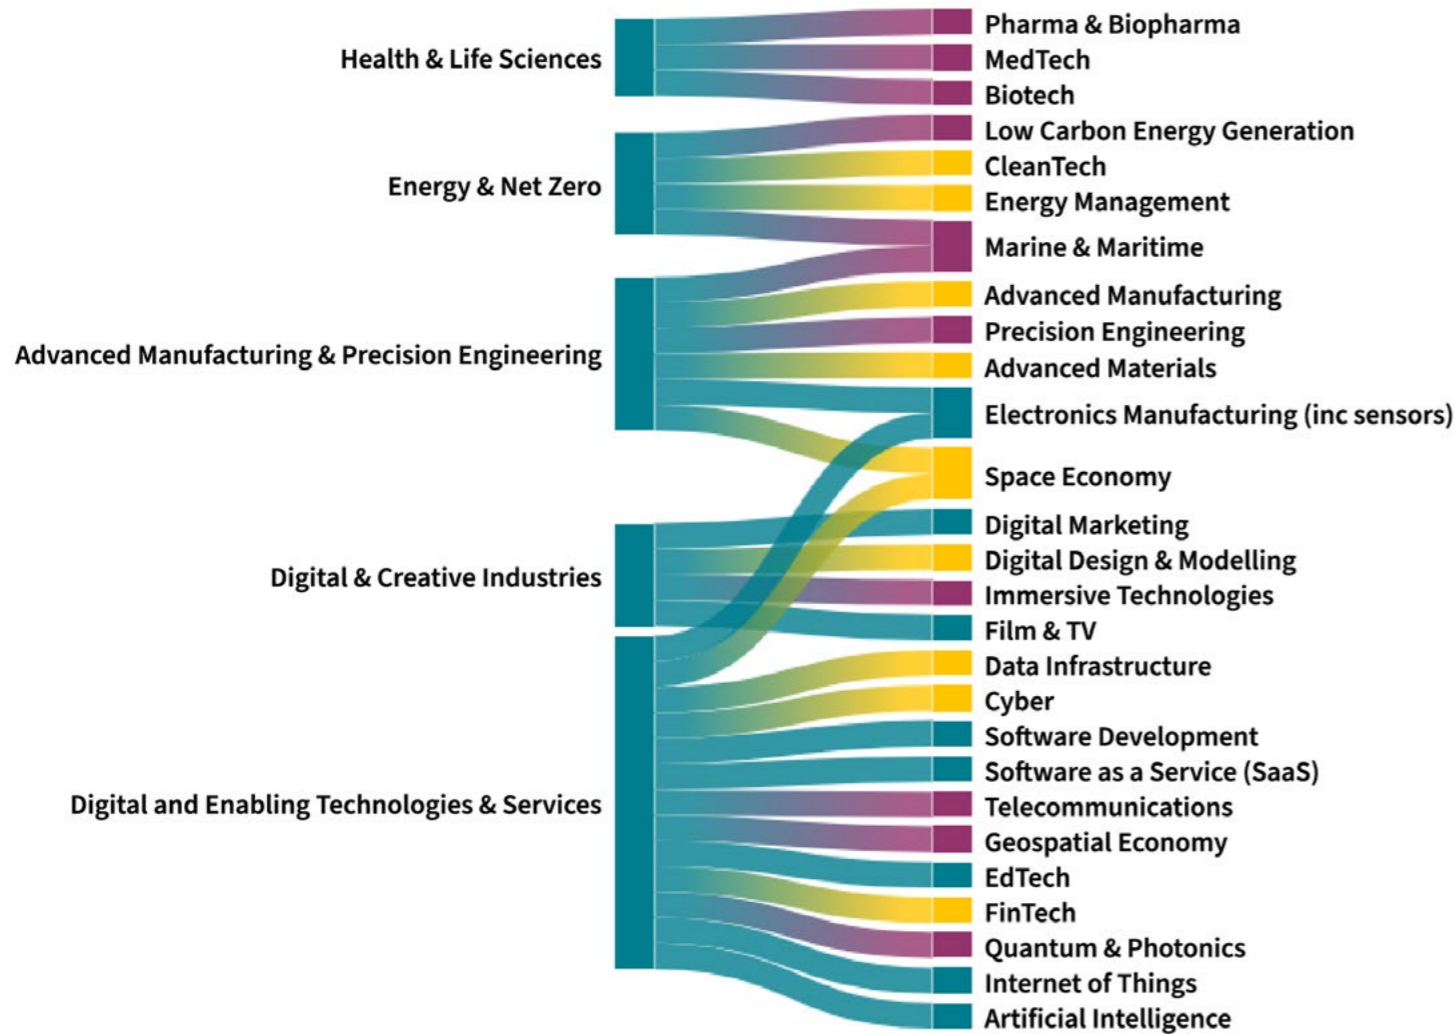 Health & Life Sciences
Energy & Net Zero
Advanced Manufacturing & Precision Engineering
Digital & Creative Industries
Digital and Enabling Technologies & Services
Pharma & Biopharma
MedTech
Biotech
Low Carbon Energy Generation
CleanTech
Energy Management
Marine & Maritime
Advanced Manufacturing
Precision Engineering
Advanced Materials
Electronics Manufacturing (inc sensors)
Space Economy
Digital Marketing
Digital Design & Modelling
Immersive Technologies
Film & TV
Data Infrastructure
Cyber
Software Development
Software as a Service (SaaS)
Telecommunications
Geospatial Economy
EdTech
FinTech
Quantum & Photonics
Internet of Things
Artificial Intelligence